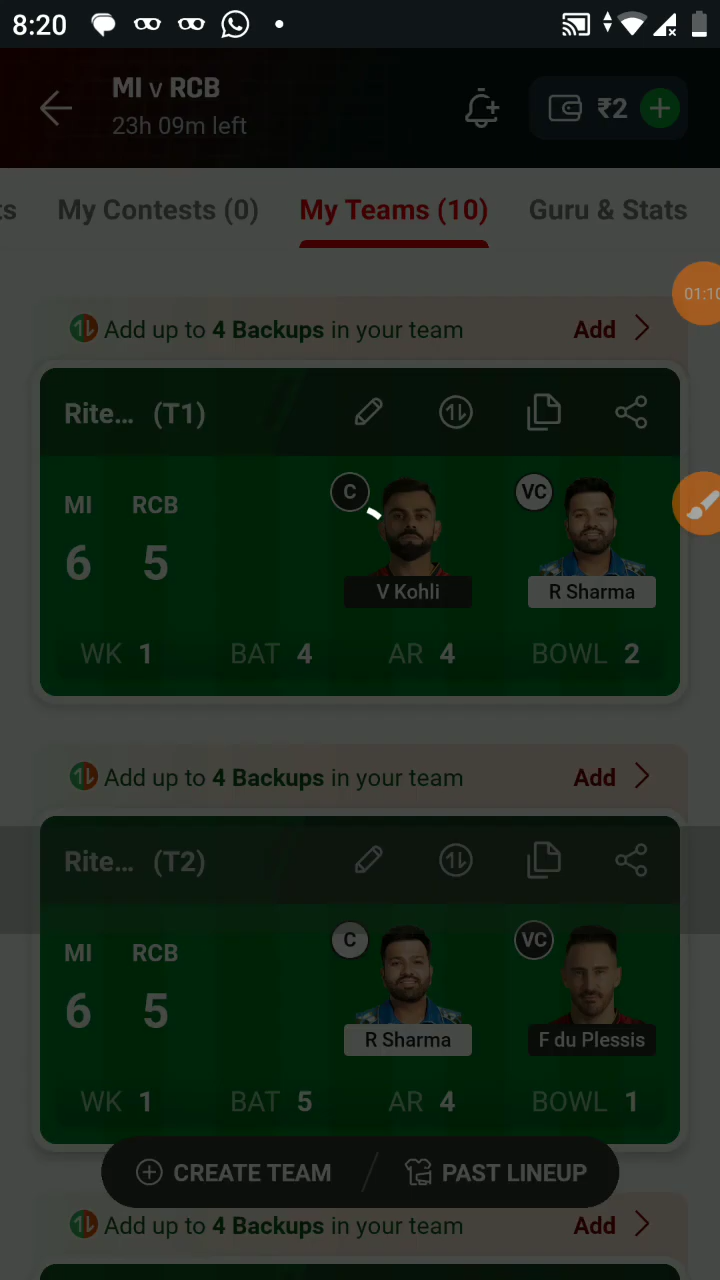 8:20
MI v RCB
23h 09m left
₹2
ts
My Contests (0)
My Teams (10)
Guru & Stats
01:10
Add up to 4 Backups in your team
Add
Rite... (T1)
MI RCB
6 5
C
VC
V Kohli
R Sharma
WK 1 BAT 4 AR 4 BOWL 2
Add up to 4 Backups in your team
Add
Rite... (T2)
MI RCB
6 5
C
VC
R Sharma
F du Plessis
WK 1 BAT 5 AR 4 BOWL 1
CREATE TEAM
PAST LINEUP
Add up to 4 Backups in your team
Add